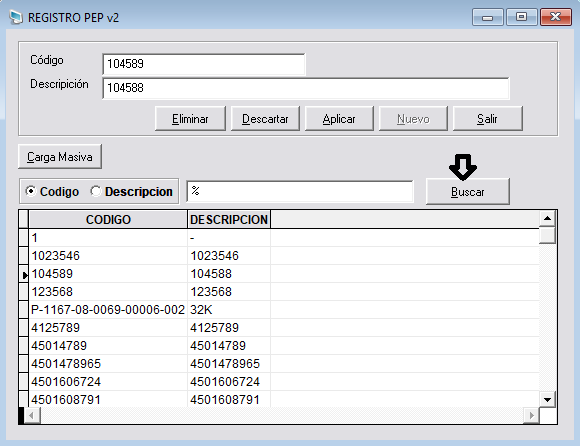 REGISTRO PEP v2
Código 104589
Descripición 104588
Eliminar Descartar Aplicar Nuevo Salir
Carga Masiva
Codigo Descripcion % Buscar
CODIGO DESCRIPCION
1 -
1023546 1023546
104589 104588
123568 123568
P-1167-08-0069-00006-002 32K
4125789 4125789
45014789 45014789
4501478965 4501478965
4501606724 4501606724
4501608791 4501608791